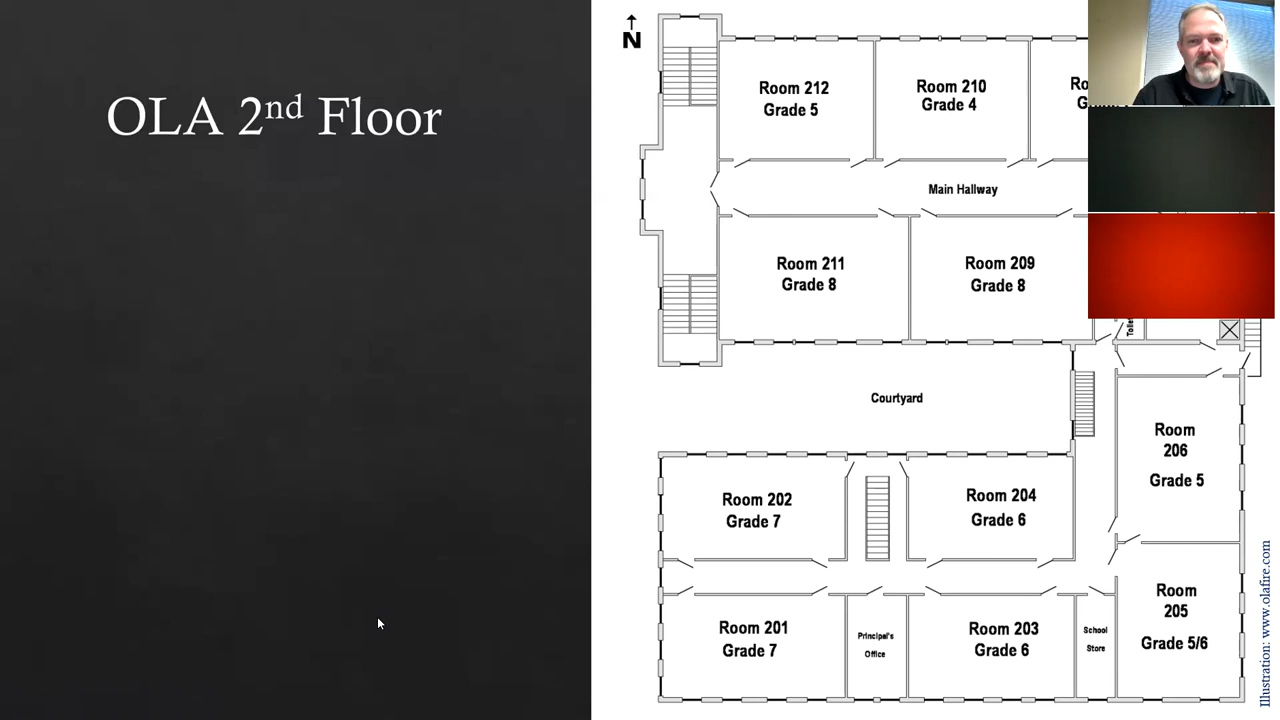 OLA 2nd Floor
N
Room 212
Grade 5
Room 210
Grade 4
Main Hallway
Room 211
Grade 8
Room 209
Grade 8
Courtyard
Room
206
Grade 5
Room 202
Grade 7
Room 204
Grade 6
Room 201
Grade 7
Principal's
Office
Room 203
Grade 6
School
Store
Room
205
Grade 5/6
Illustration: www.olafire.com